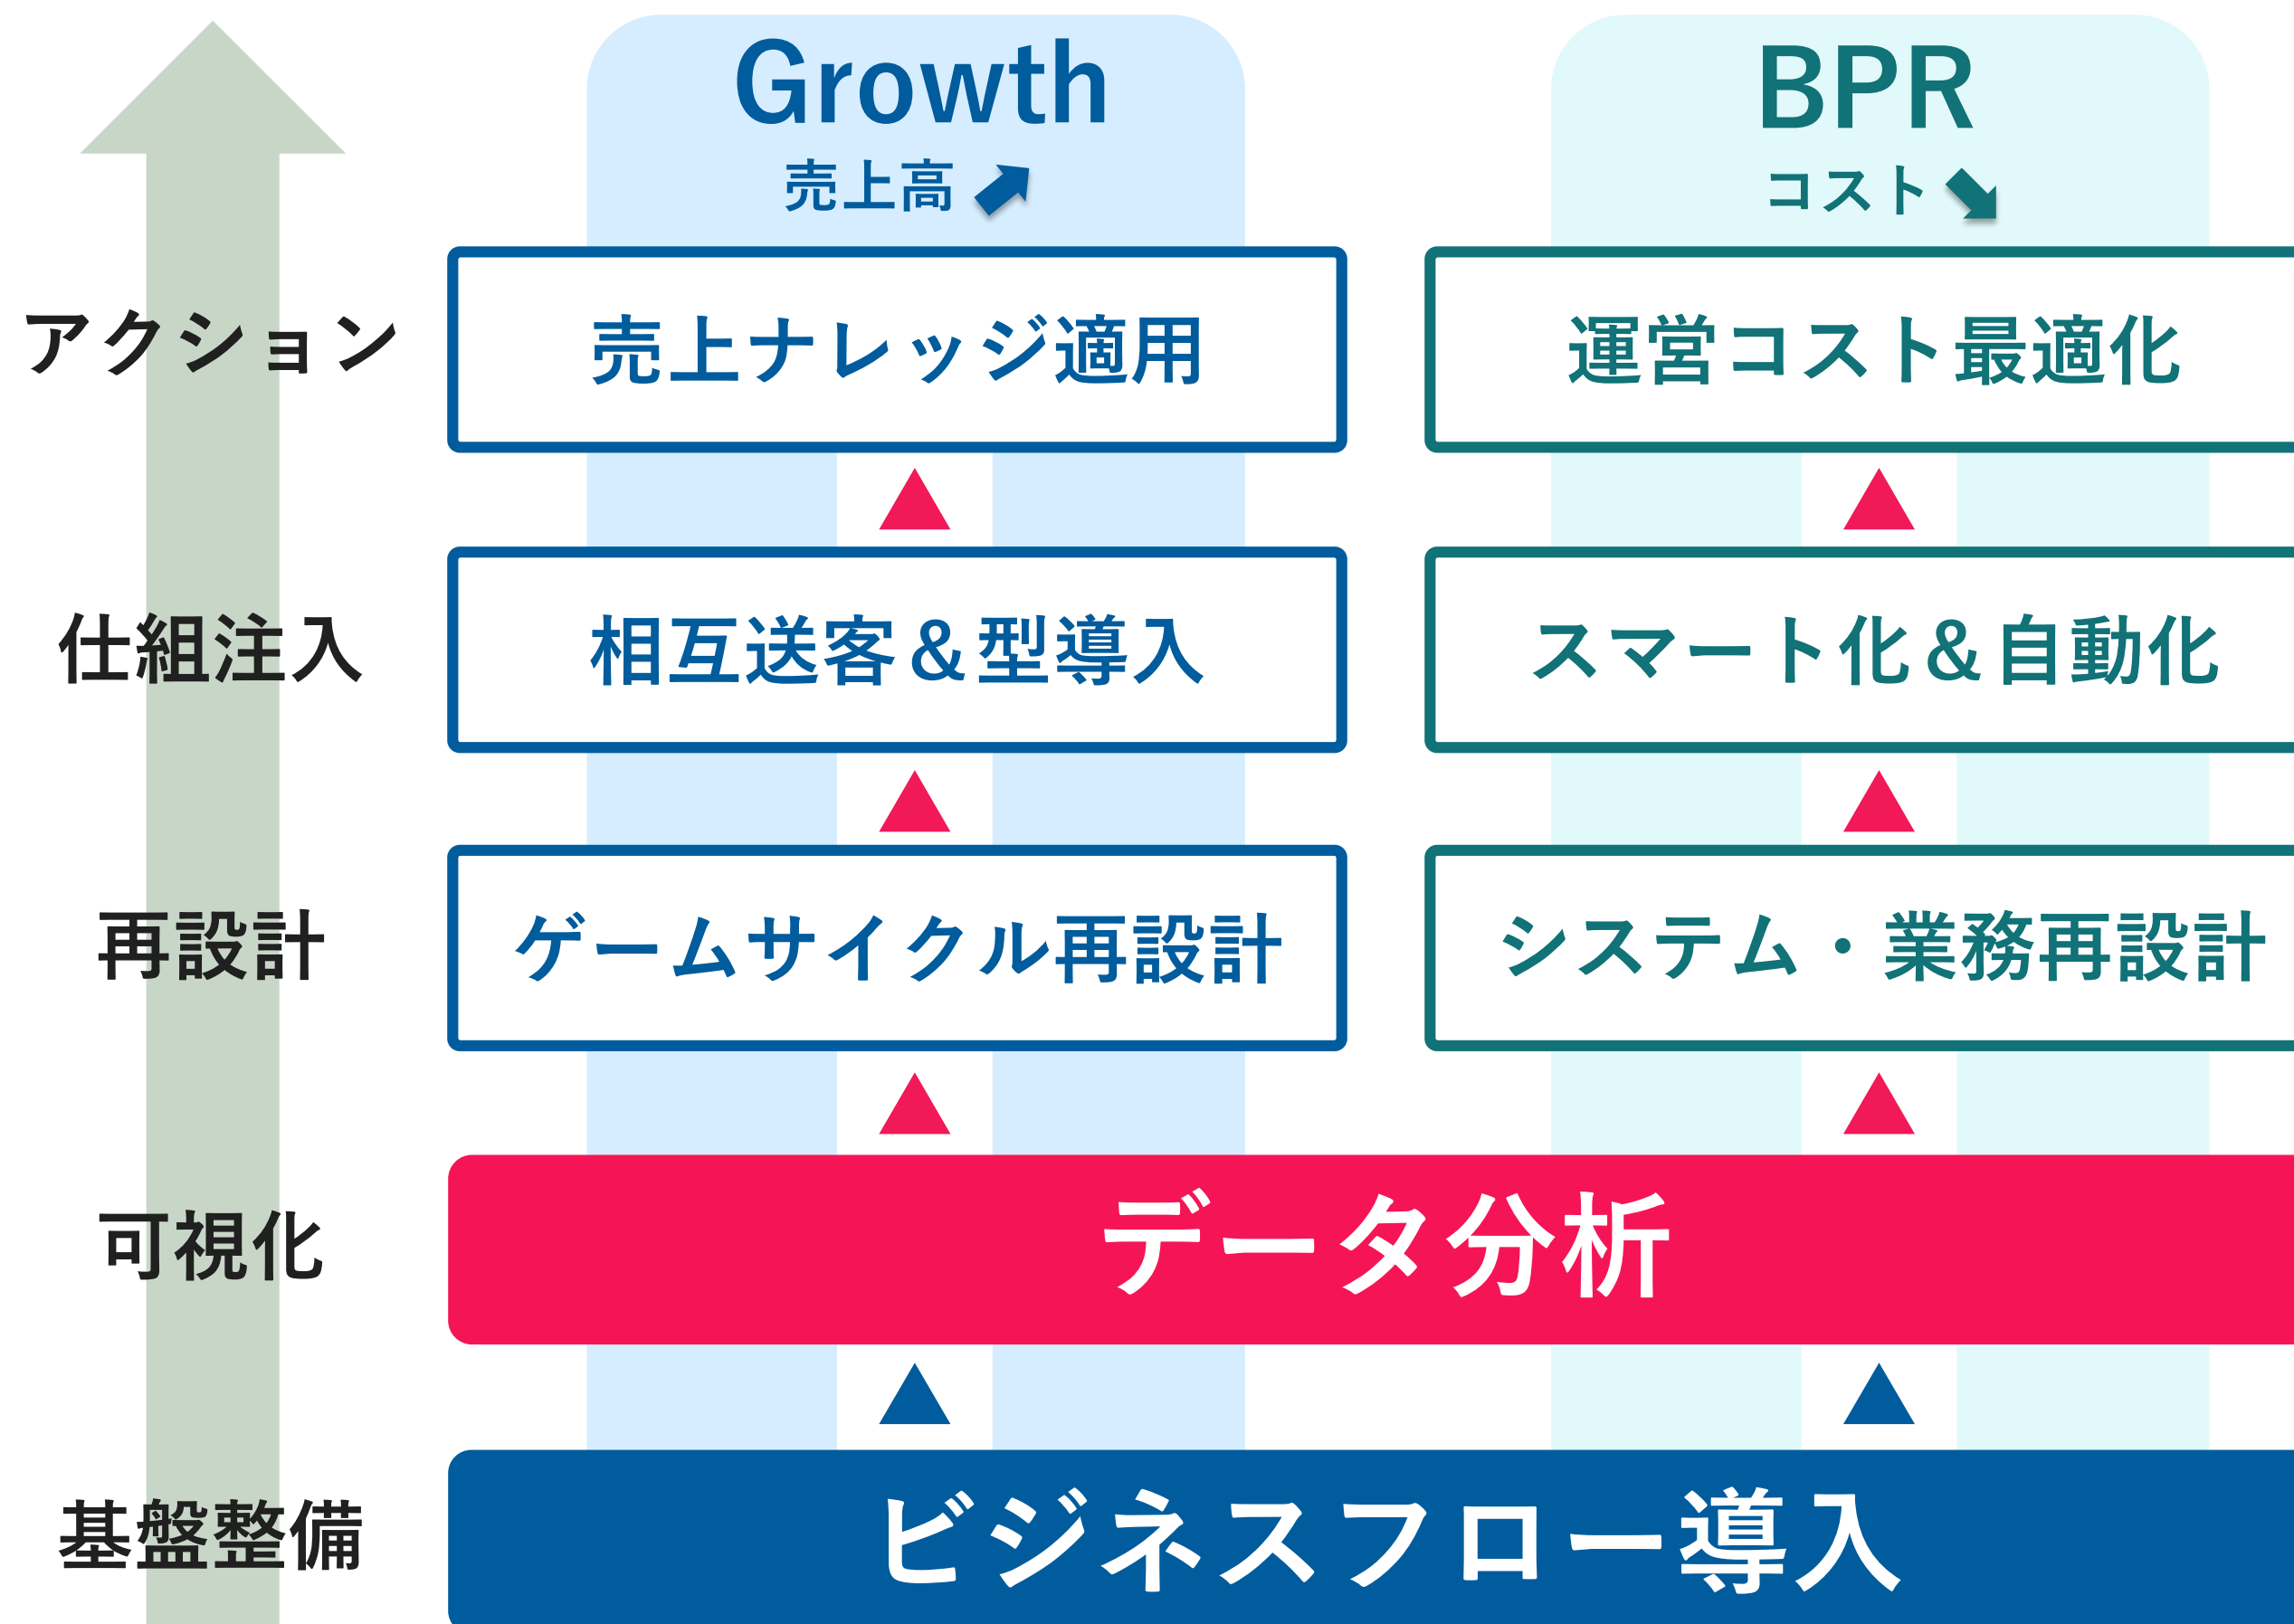 Growth
売上高
BPR
コスト
アクション
売上ナレッジ適用
運営コスト最適化
仕組注入
相互送客&型導入
スマート化&自動化
再設計
ゲームサイクル再設計
システム・業務再設計
可視化
データ分析
基盤整備
ビジネスフロー導入